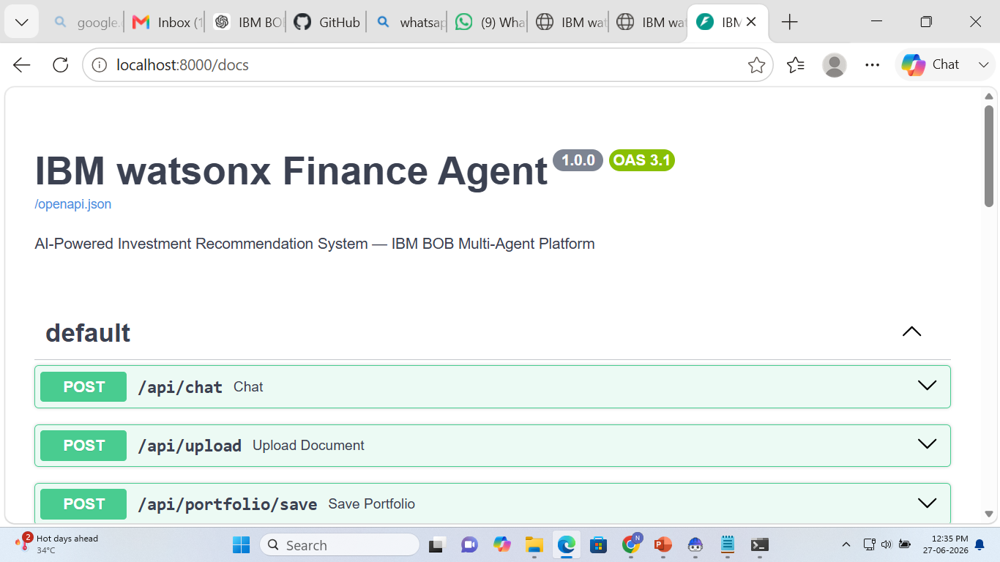 google.
Inbox (1
IBM BO
GitHub
whatsap
(9) Wha
IBM wat
IBM wa
IBM
localhost:8000/docs
Chat
IBM watsonx Finance Agent 1.0.0 OAS 3.1
/openapi.json
AI-Powered Investment Recommendation System — IBM BOB Multi-Agent Platform
default
POST /api/chat Chat
POST /api/upload Upload Document
POST /api/portfolio/save Save Portfolio
2
Hot days ahead
34°C
Search
N
12:35 PM
27-06-2026